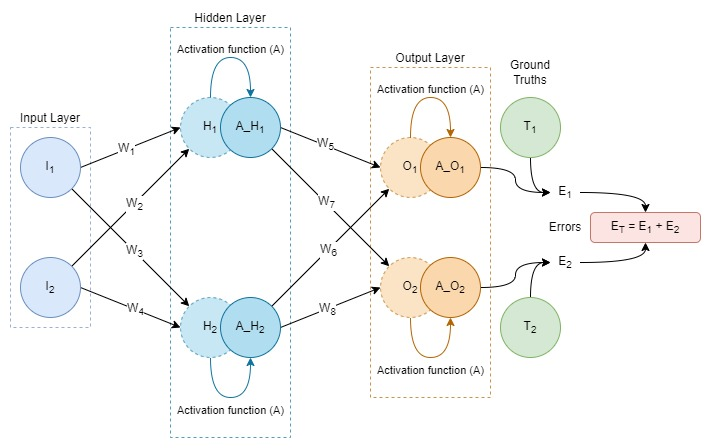 Hidden Layer
Activation function (A)
Output Layer
Ground
Truths
Activation function (A)
Input Layer
H₁
A_H₁
T₁
W₁
W₅
I₁
O₁
A_O₁
E₁
W₂
W₇
Errors
E_T = E₁ + E₂
W₃
W₆
E₂
I₂
O₂
A_O₂
W₄
W₈
H₂
A_H₂
T₂
Activation function (A)
Activation function (A)